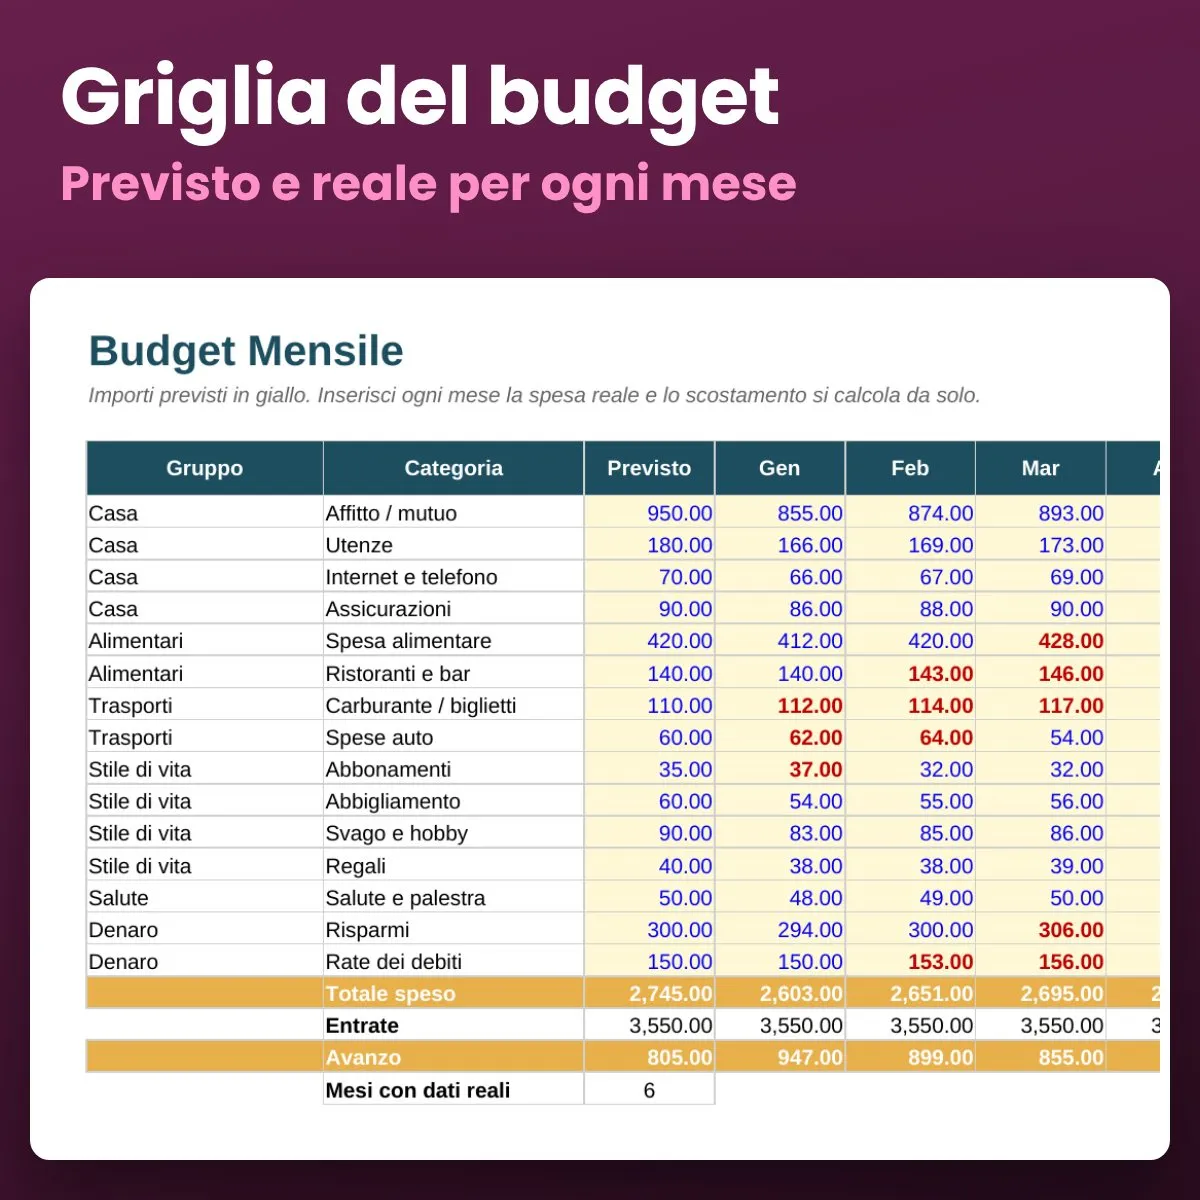 Griglia del budget
Previsto e reale per ogni mese
Budget Mensile
Importi previsti in giallo. Inserisci ogni mese la spesa reale e lo scostamento si calcola da solo.
Gruppo Categoria Previsto Gen Feb Mar
Casa Affitto / mutuo 950.00 855.00 874.00 893.00
Casa Utenze 180.00 166.00 169.00 173.00
Casa Internet e telefono 70.00 66.00 67.00 69.00
Casa Assicurazioni 90.00 86.00 88.00 90.00
Alimentari Spesa alimentare 420.00 412.00 420.00 428.00
Alimentari Ristoranti e bar 140.00 140.00 143.00 146.00
Trasporti Carburante / biglietti 110.00 112.00 114.00 117.00
Trasporti Spese auto 60.00 62.00 64.00 54.00
Stile di vita Abbonamenti 35.00 37.00 32.00 32.00
Stile di vita Abbigliamento 60.00 54.00 55.00 56.00
Stile di vita Svago e hobby 90.00 83.00 85.00 86.00
Stile di vita Regali 40.00 38.00 38.00 39.00
Salute Salute e palestra 50.00 48.00 49.00 50.00
Denaro Risparmi 300.00 294.00 300.00 306.00
Denaro Rate dei debiti 150.00 150.00 153.00 156.00
Totale speso 2,745.00 2,603.00 2,651.00 2,695.00
Entrate 3,550.00 3,550.00 3,550.00 3,550.00
Avanzo 805.00 947.00 899.00 855.00
Mesi con dati reali 6